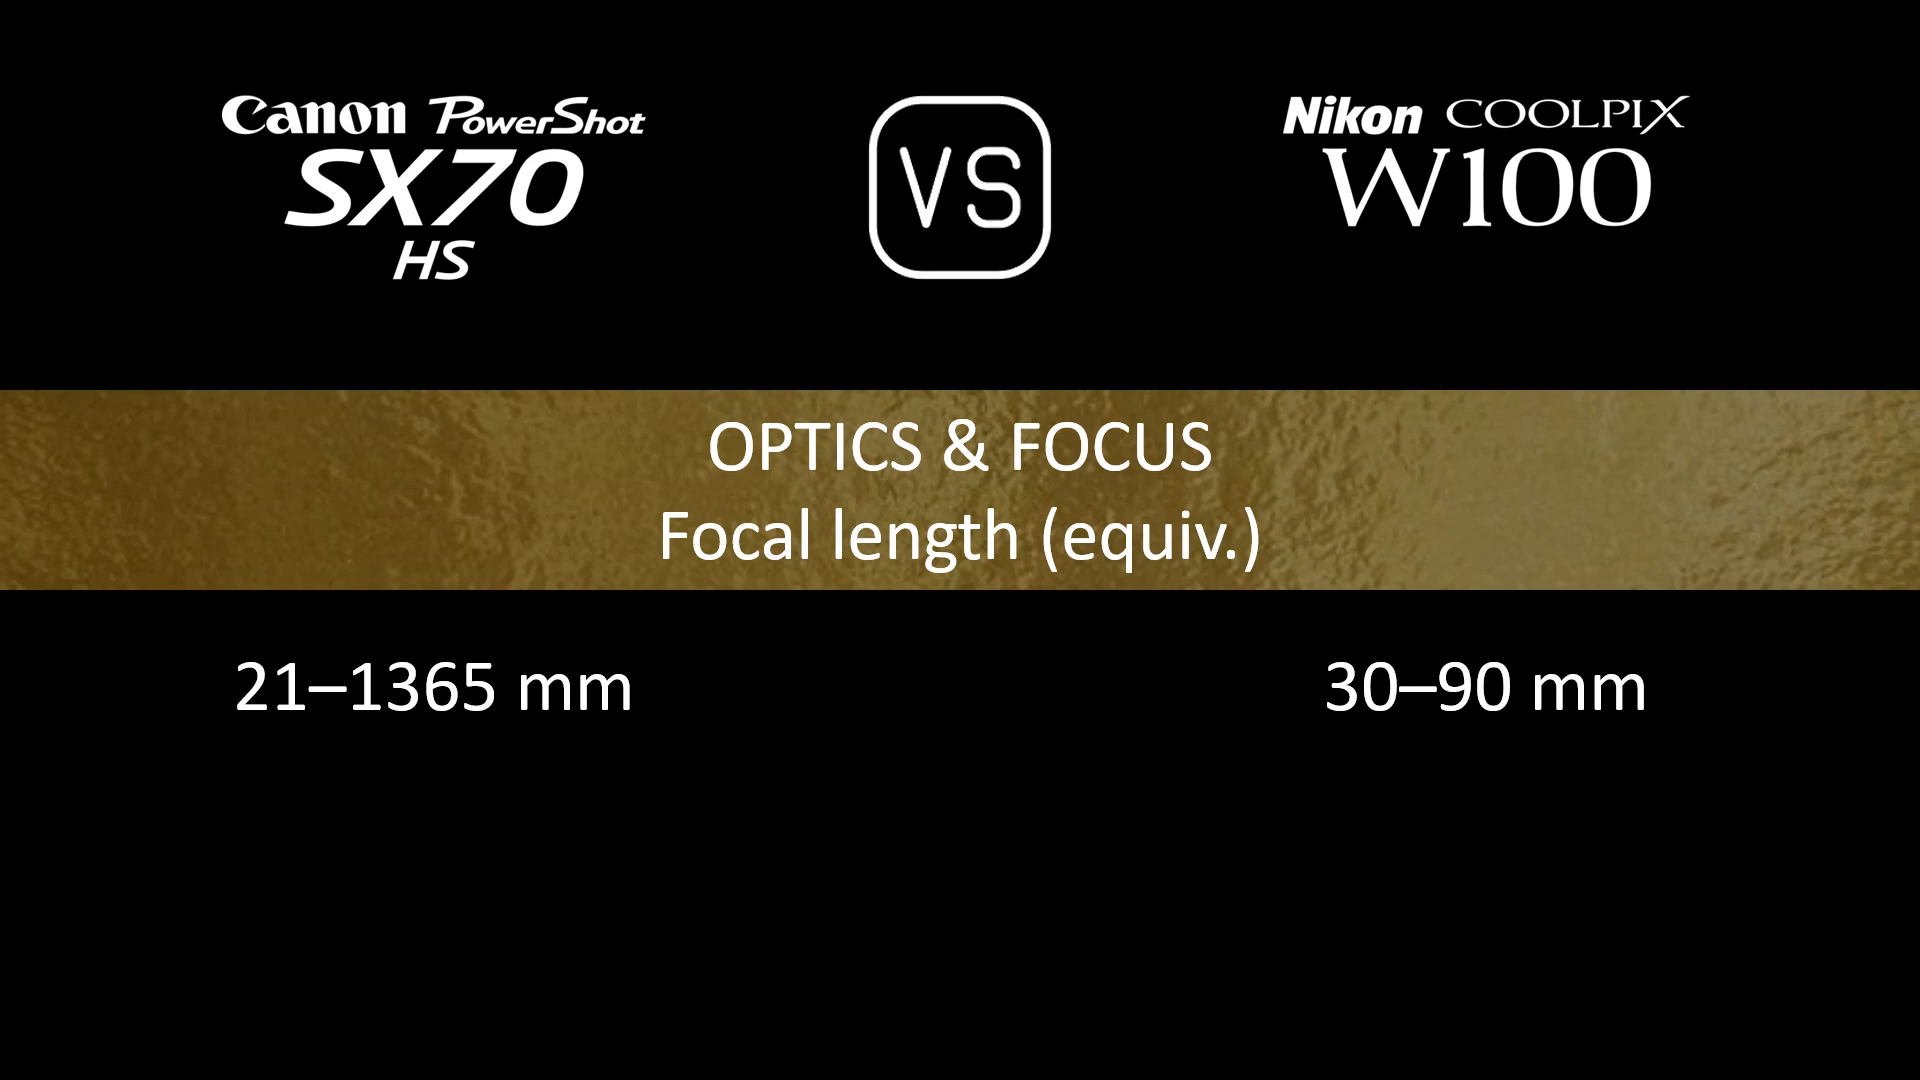 Canon PowerShot
SX70
HS
VS
Nikon COOLPIX
W100
OPTICS & FOCUS
Focal length (equiv.)
21–1365 mm
30–90 mm